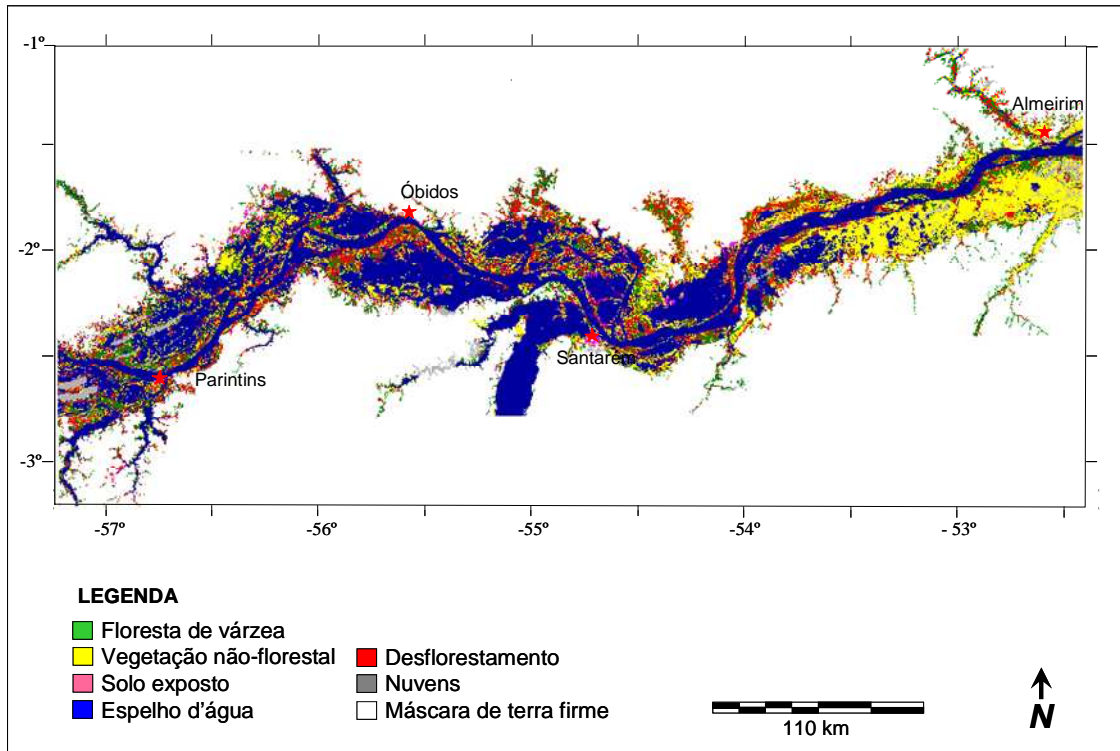 -1º
Almeirim
Óbidos
-2º
Santarém
Parintins
-3º
-57º
-56º
-55º
-54º
- 53º
LEGENDA
Floresta de várzea
Vegetação não-florestal
Desflorestamento
Solo exposto
Nuvens
Espelho d'água
Máscara de terra firme
110 km
N